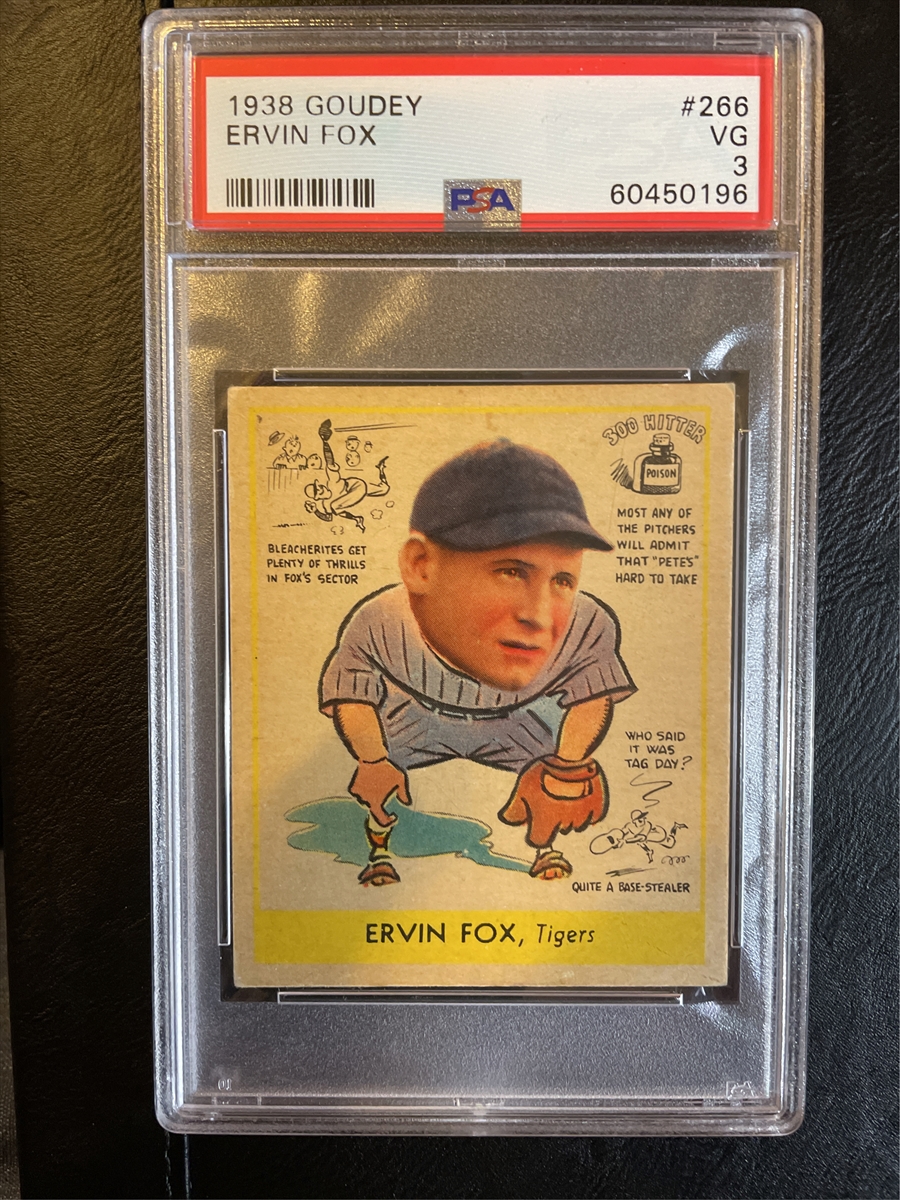 1938 GOUDEY #266
ERVIN FOX VG
3
PSA 60450196
300 HITTER
POISON
BLEACHERITES GET
PLENTY OF THRILLS
IN FOX'S SECTOR
MOST ANY OF
THE PITCHERS
WILL ADMIT
THAT "PETE'S"
HARD TO TAKE
WHO SAID
IT WAS
TAG DAY?
QUITE A BASE-STEALER
ERVIN FOX, Tigers